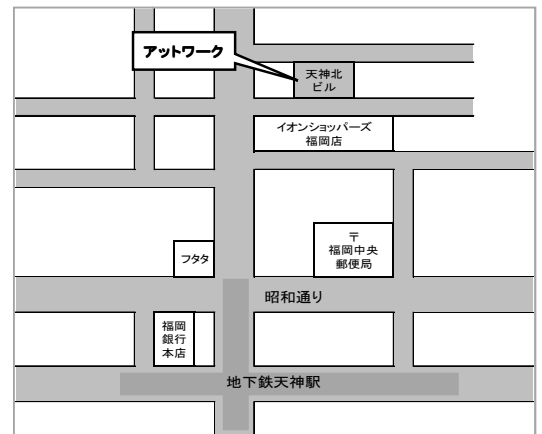 アットワーク
天神北
ビル
イオンショッパーズ
福岡店
〒
福岡中央
郵便局
フタタ
昭和通り
福岡
銀行
本店
地下鉄天神駅